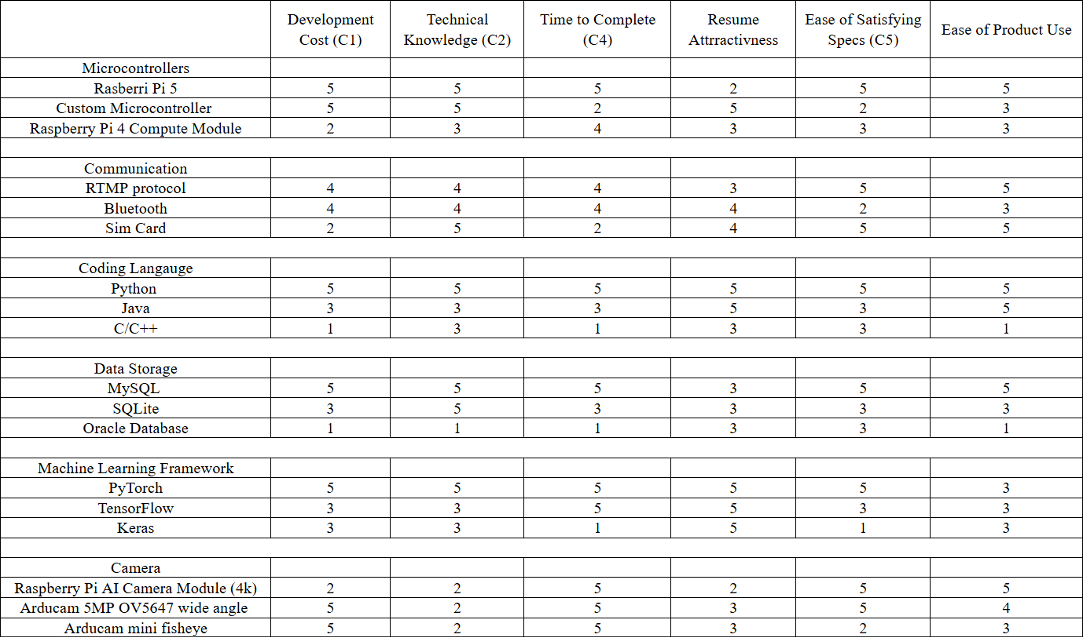 Development Cost (C1) Technical Knowledge (C2) Time to Complete (C4) Resume Attrractivness Ease of Satisfying Specs (C5) Ease of Product Use
Microcontrollers
Rasberri Pi 5 5 5 5 2 5 5
Custom Microcontroller 5 5 2 5 2 3
Raspberry Pi 4 Compute Module 2 3 4 3 3 3
Communication
RTMP protocol 4 4 4 3 5 5
Bluetooth 4 4 4 4 2 3
Sim Card 2 5 2 4 5 5
Coding Langauge
Python 5 5 5 5 5 5
Java 3 3 3 5 3 5
C/C++ 1 3 1 3 3 1
Data Storage
MySQL 5 5 5 3 5 5
SQLite 3 5 3 3 3 3
Oracle Database 1 1 1 3 3 1
Machine Learning Framework
PyTorch 5 5 5 5 5 3
TensorFlow 3 3 5 5 3 3
Keras 3 3 1 5 1 3
Camera
Raspberry Pi AI Camera Module (4k) 2 2 5 2 5 5
Arducam 5MP OV5647 wide angle 5 2 5 3 5 4
Arducam mini fisheye 5 2 5 3 2 3